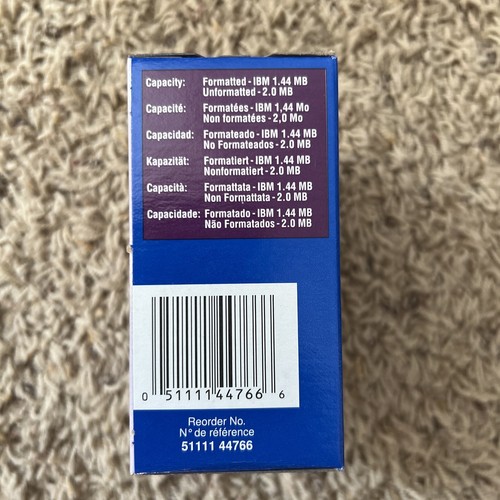 Capacity: Formatted - IBM 1.44 MB
Unformatted - 2.0 MB
Capacité: Formatées - IBM 1,44 Mo
Non formatées - 2,0 Mo
Capacidad: Formateado - IBM 1.44 MB
No Formateados - 2.0 MB
Kapazität: Formatiert - IBM 1.44 MB
Nonformatiert - 2.0 MB
Capacità: Formattata - IBM 1.44 MB
Non Formattata - 2.0 MB
Capacidade: Formatado - IBM 1.44 MB
Não Formatados - 2.0 MB
0 51111 44766 6
Reorder No.
N° de référence
51111 44766